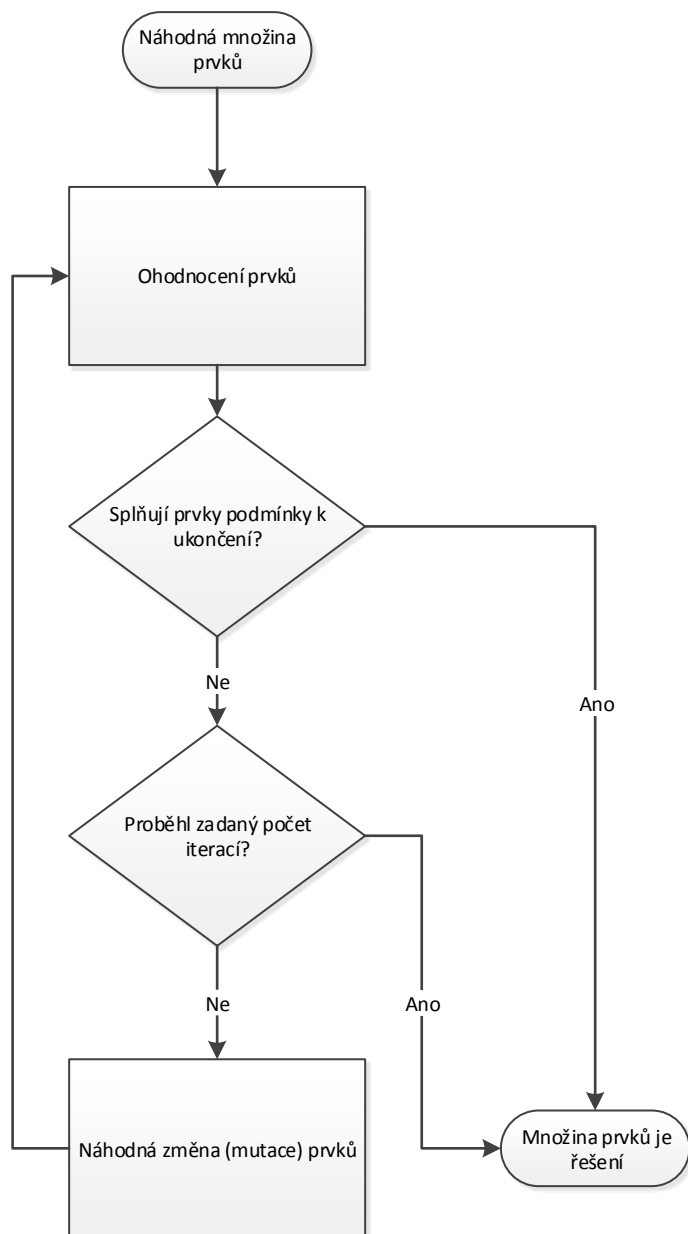 Náhodná množina
prvků
Ohodnocení prvků
Splňují prvky podmínky k
ukončení?
Ne
Ano
Proběhl zadaný počet
iterací?
Ne
Ano
Náhodná změna (mutace) prvků
Množina prvků je
řešení